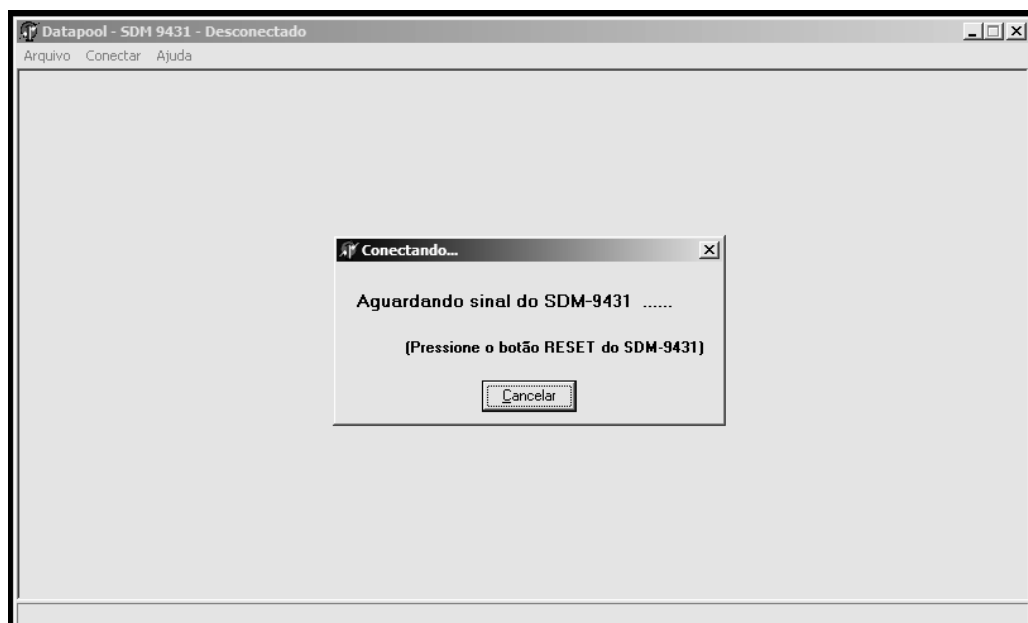 Datapool - SDM 9431 - Desconectado
Arquivo Conectar Ajuda
Conectando...
Aguardando sinal do SDM-9431 ......
(Pressione o botão RESET do SDM-9431)
Cancelar